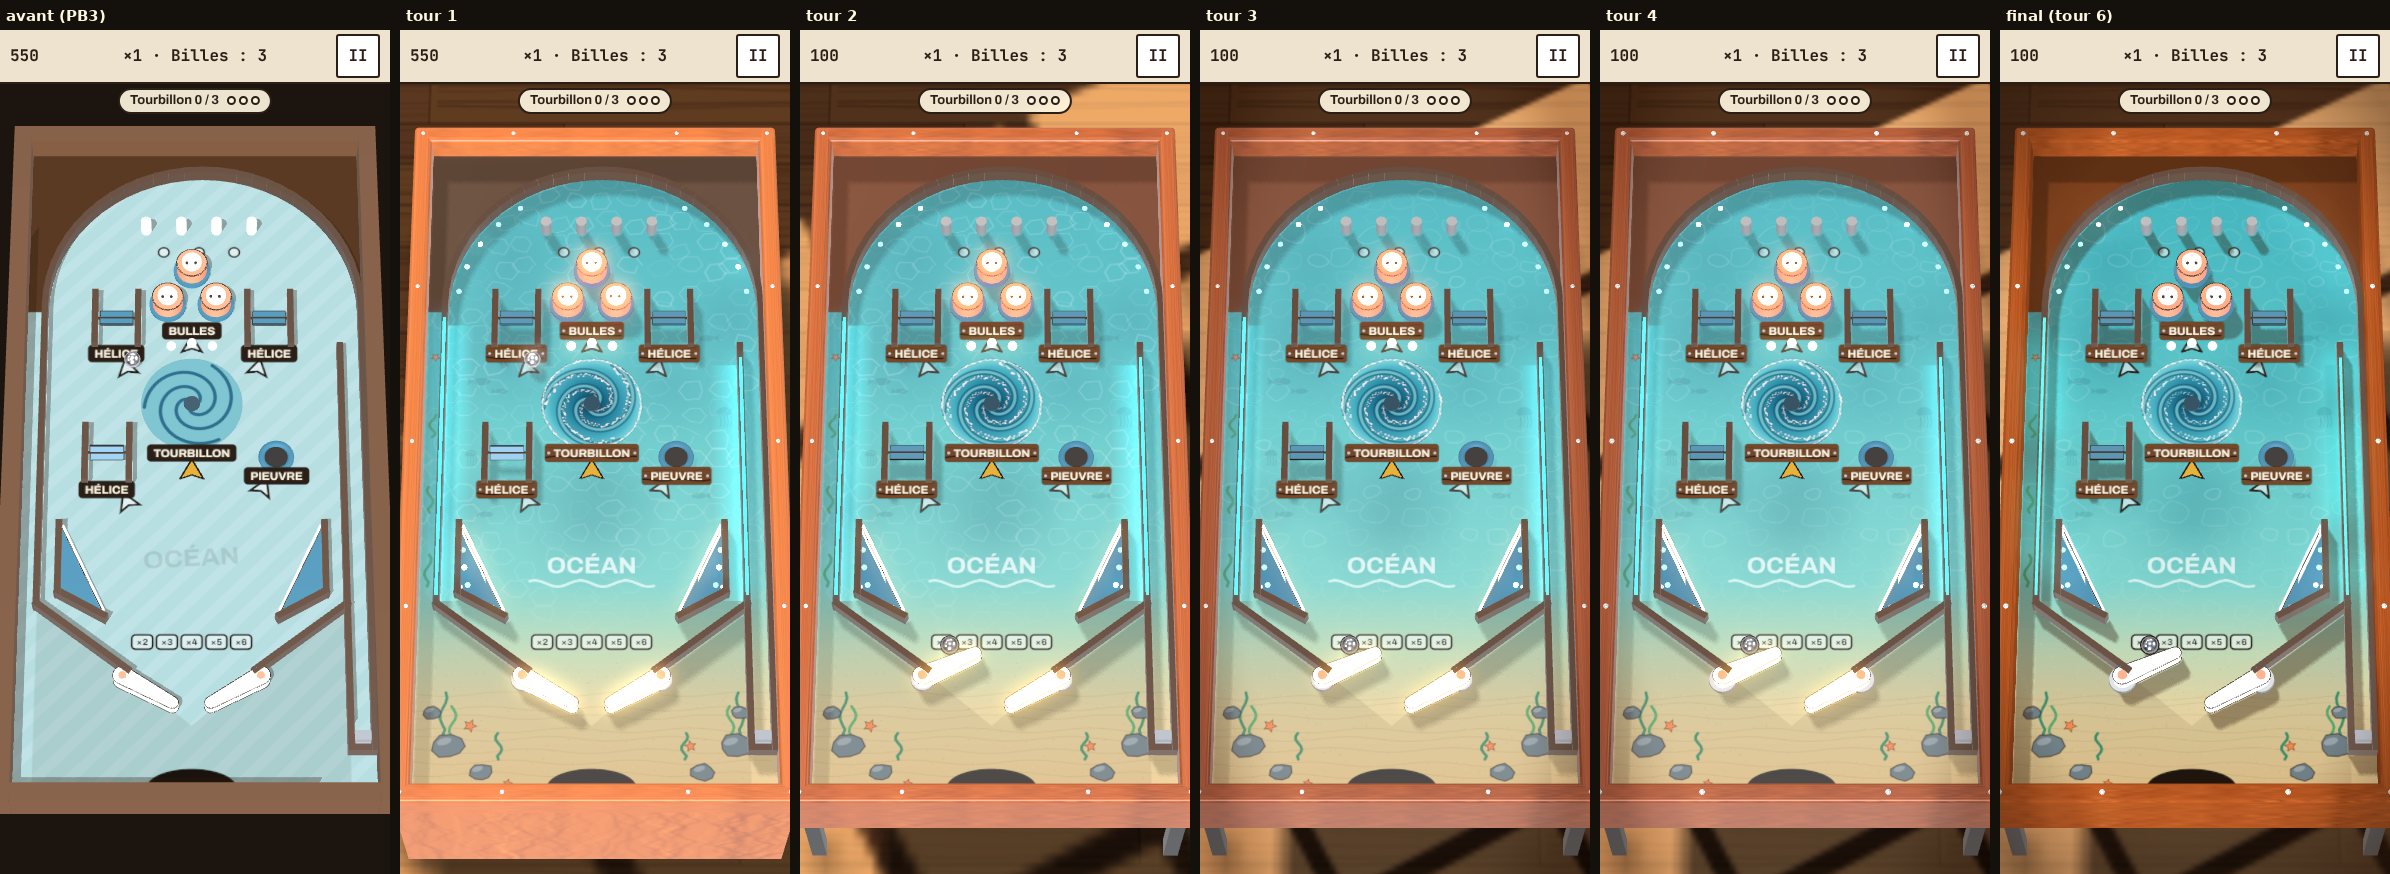 avant (PB3)
550 ×1 · Billes : 3 II
Tourbillon 0 / 3
BULLES
HÉLICE HÉLICE
TOURBILLON
PIEUVRE
HÉLICE
OCÉAN
×2 ×3 ×4 ×5 ×6
tour 1
550 ×1 · Billes : 3 II
Tourbillon 0 / 3
BULLES
HÉLICE HÉLICE
TOURBILLON
PIEUVRE
HÉLICE
OCÉAN
×2 ×3 ×4 ×5 ×6
tour 2
100 ×1 · Billes : 3 II
Tourbillon 0 / 3
BULLES
HÉLICE HÉLICE
TOURBILLON
PIEUVRE
HÉLICE
OCÉAN
×3 ×4 ×5 ×6
tour 3
100 ×1 · Billes : 3 II
Tourbillon 0 / 3
BULLES
HÉLICE HÉLICE
TOURBILLON
PIEUVRE
HÉLICE
OCÉAN
×3 ×4 ×5 ×6
tour 4
100 ×1 · Billes : 3 II
Tourbillon 0 / 3
BULLES
HÉLICE HÉLICE
TOURBILLON
PIEUVRE
HÉLICE
OCÉAN
×3 ×4 ×5 ×6
final (tour 6)
100 ×1 · Billes : 3 II
Tourbillon 0 / 3
BULLES
HÉLICE HÉLICE
TOURBILLON
PIEUVRE
HÉLICE
OCÉAN
×3 ×4 ×5 ×6